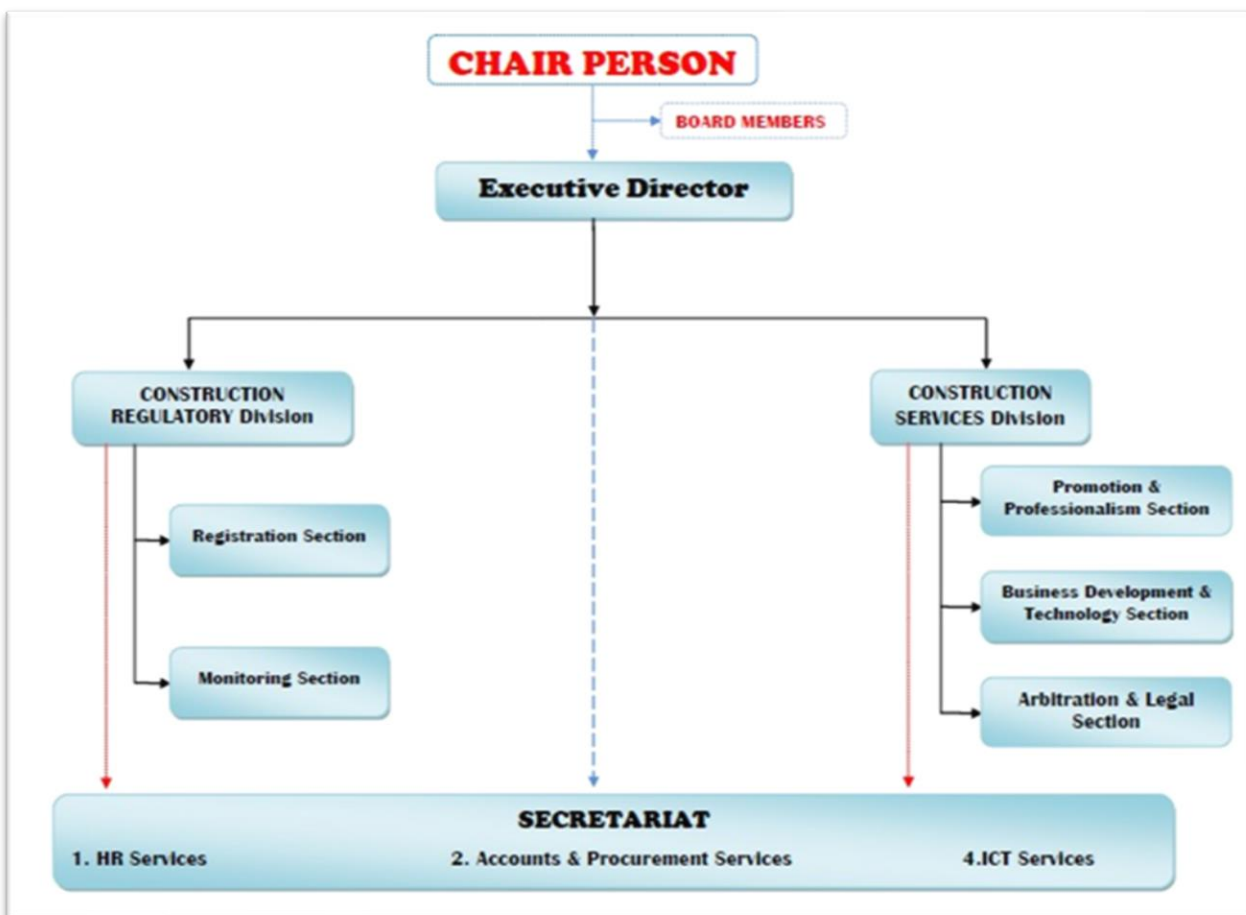 CHAIR PERSON
BOARD MEMBERS
Executive Director
CONSTRUCTION
REGULATORY Division
CONSTRUCTION
SERVICES Division
Registration Section
Monitoring Section
Promotion &
Professionalism Section
Business Development &
Technology Section
Arbitration & Legal
Section
SECRETARIAT
1. HR Services
2. Accounts & Procurement Services
4.ICT Services